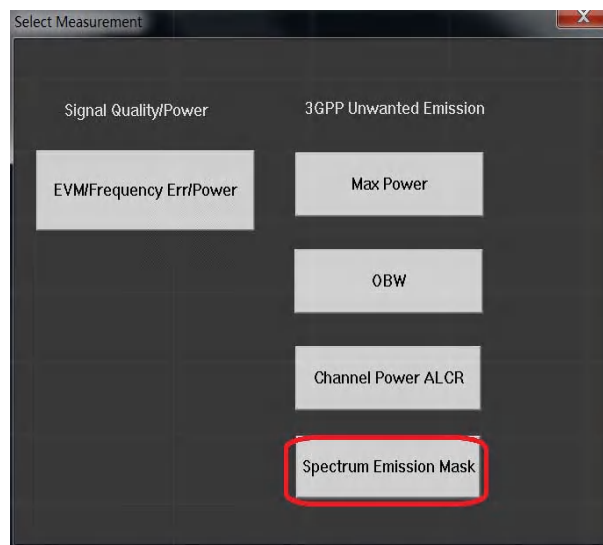 Select Measurement
X
Signal Quality/Power
3GPP Unwanted Emission
EVM/Frequency Err/Power
Max Power
OBW
Channel Power ALCR
Spectrum Emission Mask